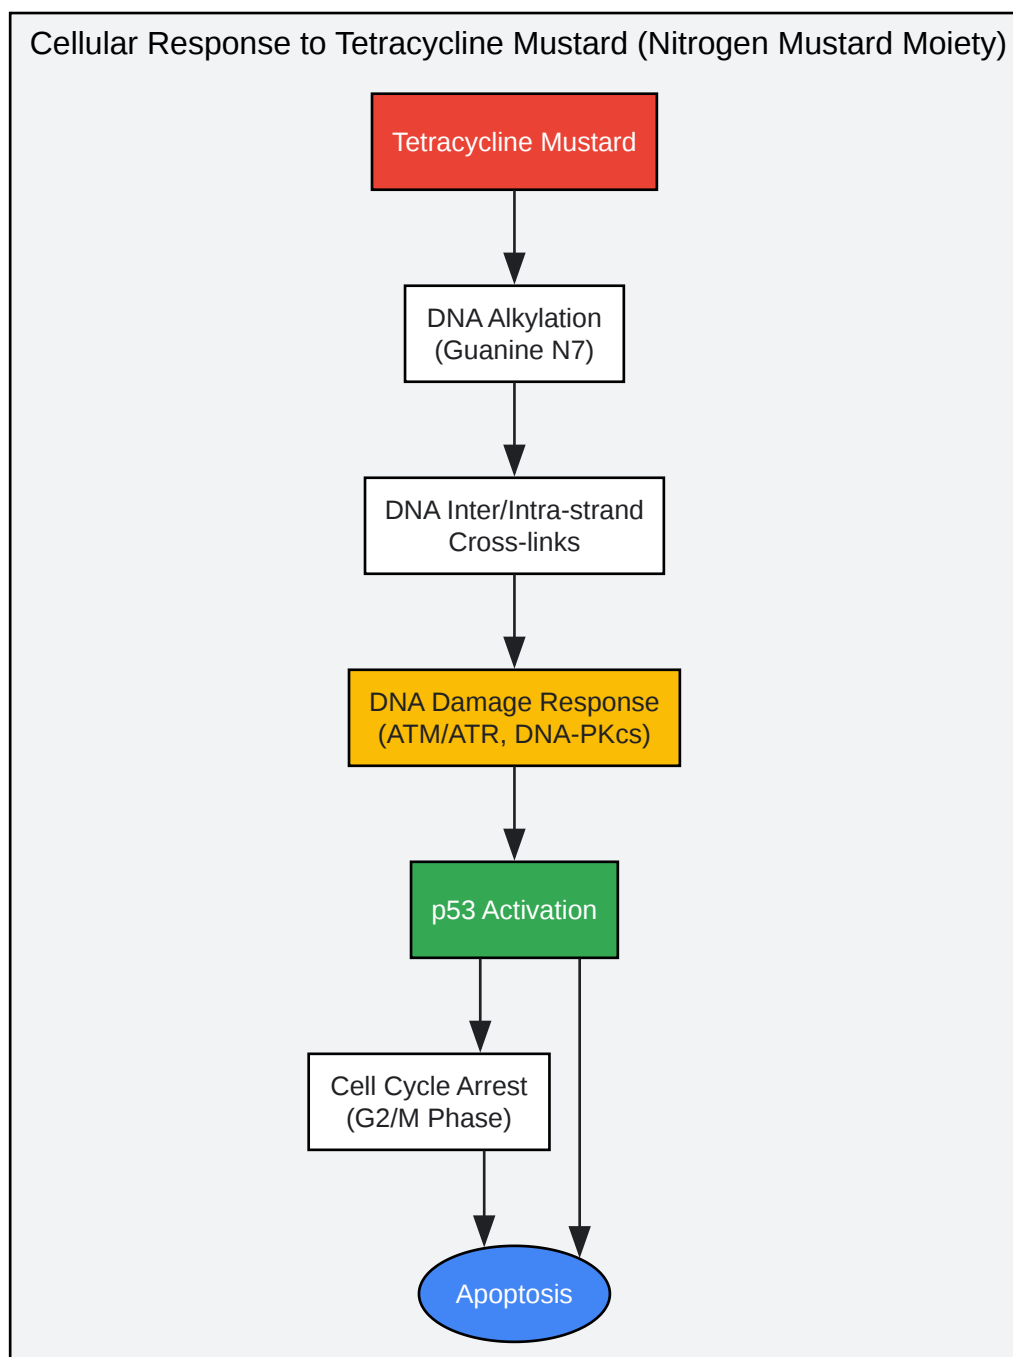 Cellular Response to Tetracycline Mustard (Nitrogen Mustard Moiety)
Tetracycline Mustard
DNA Alkylation
(Guanine N7)
DNA Inter/Intra-strand
Cross-links
DNA Damage Response
(ATM/ATR, DNA-PKcs)
p53 Activation
Cell Cycle Arrest
(G2/M Phase)
Apoptosis